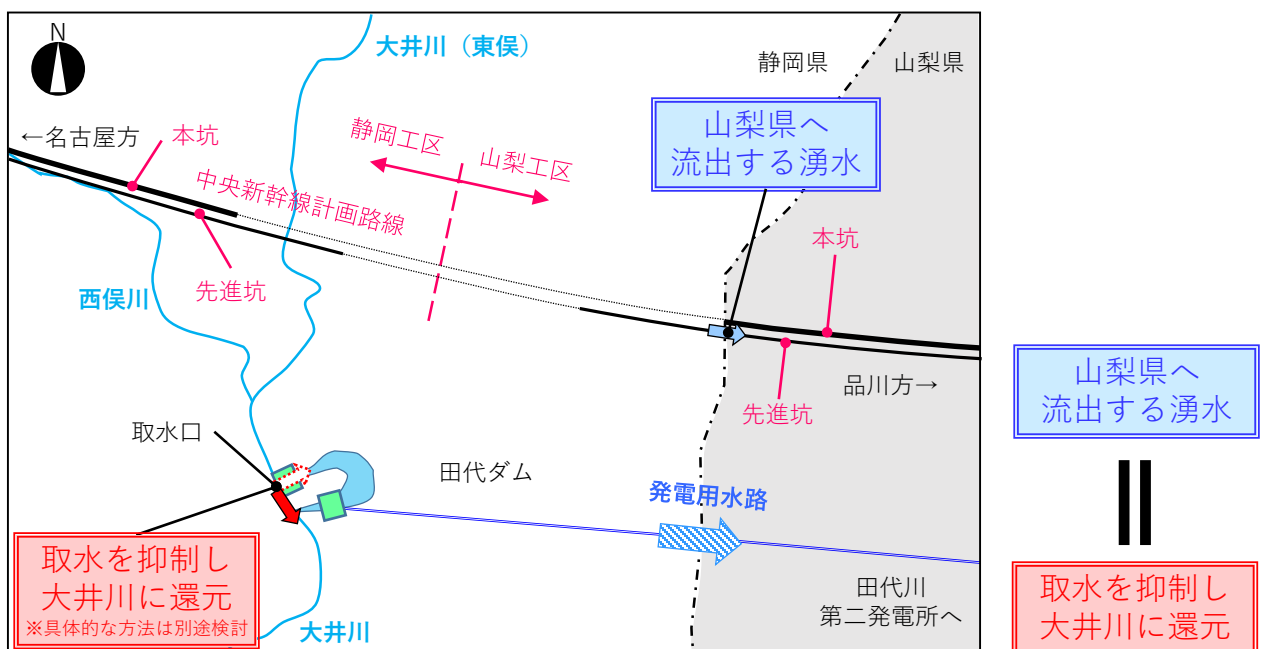 N
大井川（東俣）
静岡県
山梨県
←名古屋方
本坑
静岡工区
山梨工区
山梨県へ
流出する湧水
中央新幹線計画路線
先進坑
西俣川
本坑
品川方→
先進坑
取水口
田代ダム
発電用水路
取水を抑制し
大井川に還元
※具体的な方法は別途検討
大井川
田代川
第二発電所へ
山梨県へ
流出する湧水
取水を抑制し
大井川に還元